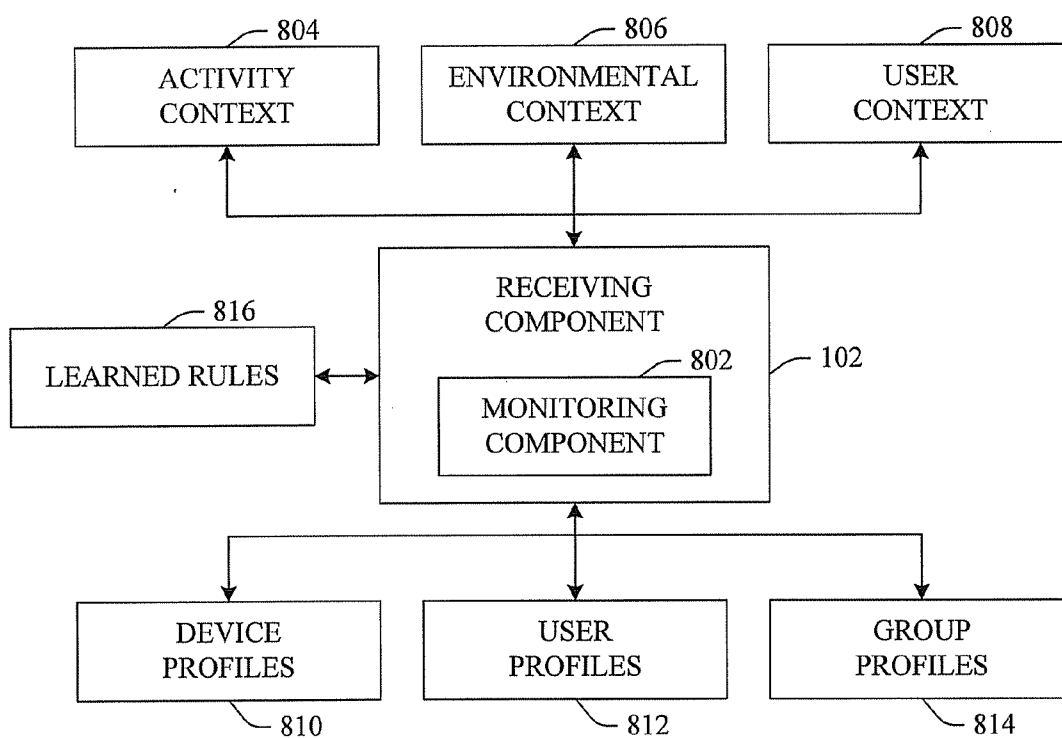 804
806
808
ACTIVITY
CONTEXT
ENVIRONMENTAL
CONTEXT
USER
CONTEXT
RECEIVING
COMPONENT
816
LEARNED RULES
802
102
MONITORING
COMPONENT
DEVICE
PROFILES
USER
PROFILES
GROUP
PROFILES
810
812
814